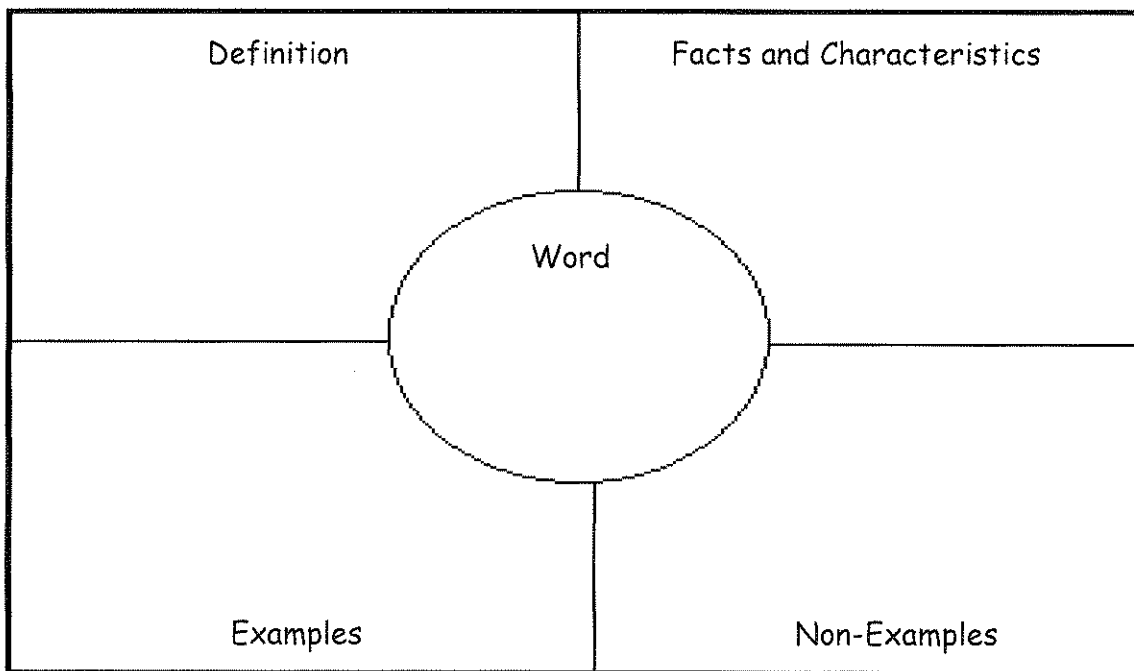 Definition
Facts and Characteristics
Word
Examples
Non-Examples